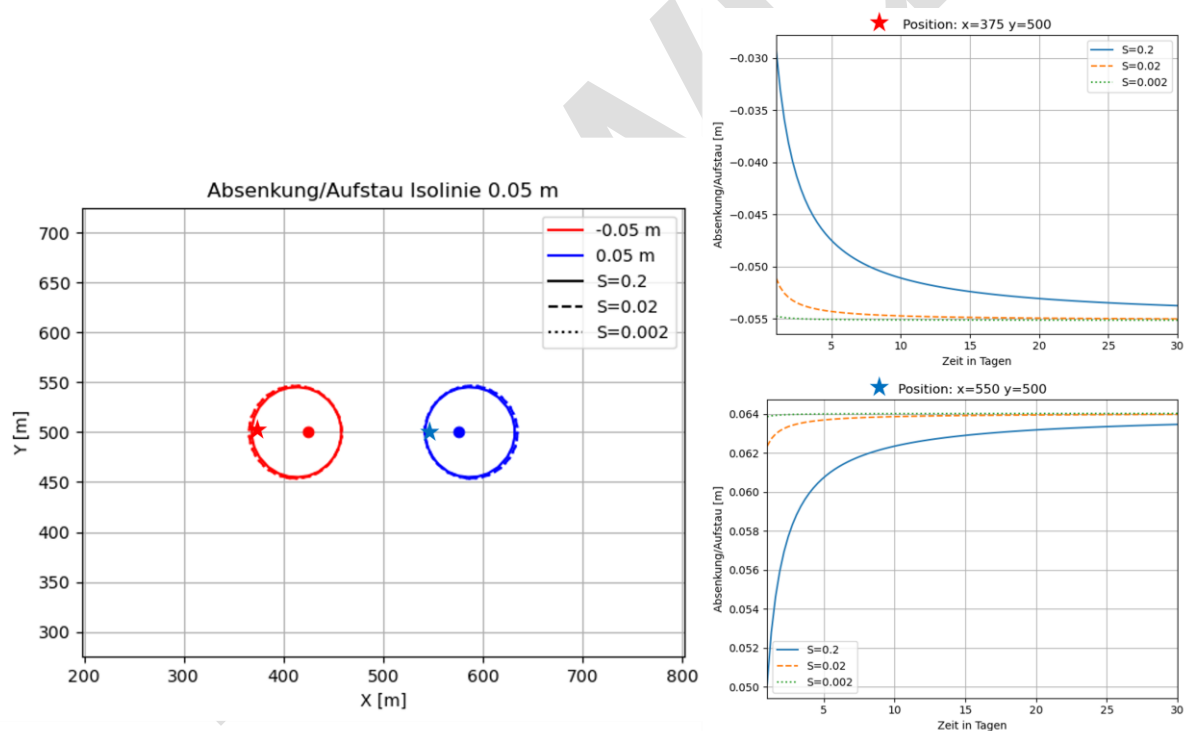 Absenkung/Aufstau Isolinie 0.05 m
700
650
600
550
500
450
400
350
300
Y [m]
200
300
400
500
600
700
800
X [m]
-0.05 m
0.05 m
S=0.2
S=0.02
S=0.002
Position: x=375 y=500
−0.030
−0.035
−0.040
−0.045
−0.050
−0.055
Absenkung/Aufstau [m]
5
10
15
20
25
30
Zeit in Tagen
S=0.2
S=0.02
S=0.002
Position: x=550 y=500
0.064
0.062
0.060
0.058
0.056
0.054
0.052
0.050
Absenkung/Aufstau [m]
S=0.2
S=0.02
S=0.002
5
10
15
20
25
30
Zeit in Tagen